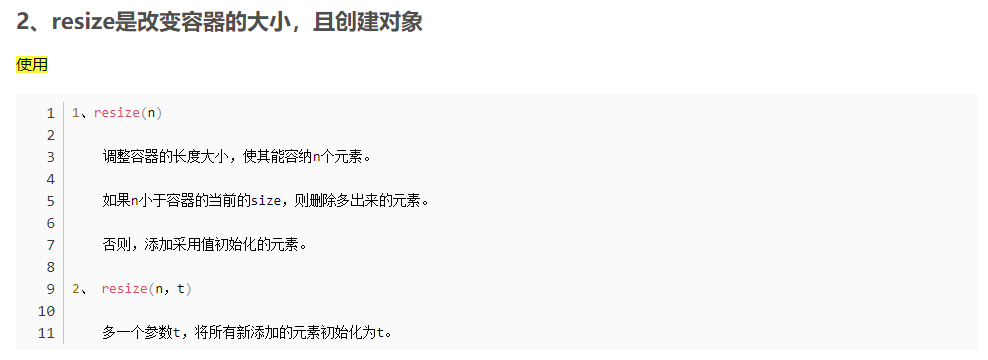 2、resize是改变容器的大小，且创建对象
使用
1 1、resize(n)
2
3 调整容器的长度大小，使其能容纳n个元素。
4
5 如果n小于容器的当前的size，则删除多出来的元素。
6
7 否则，添加采用值初始化的元素。
8
9 2、 resize(n，t)
10
11 多一个参数t，将所有新添加的元素初始化为t。